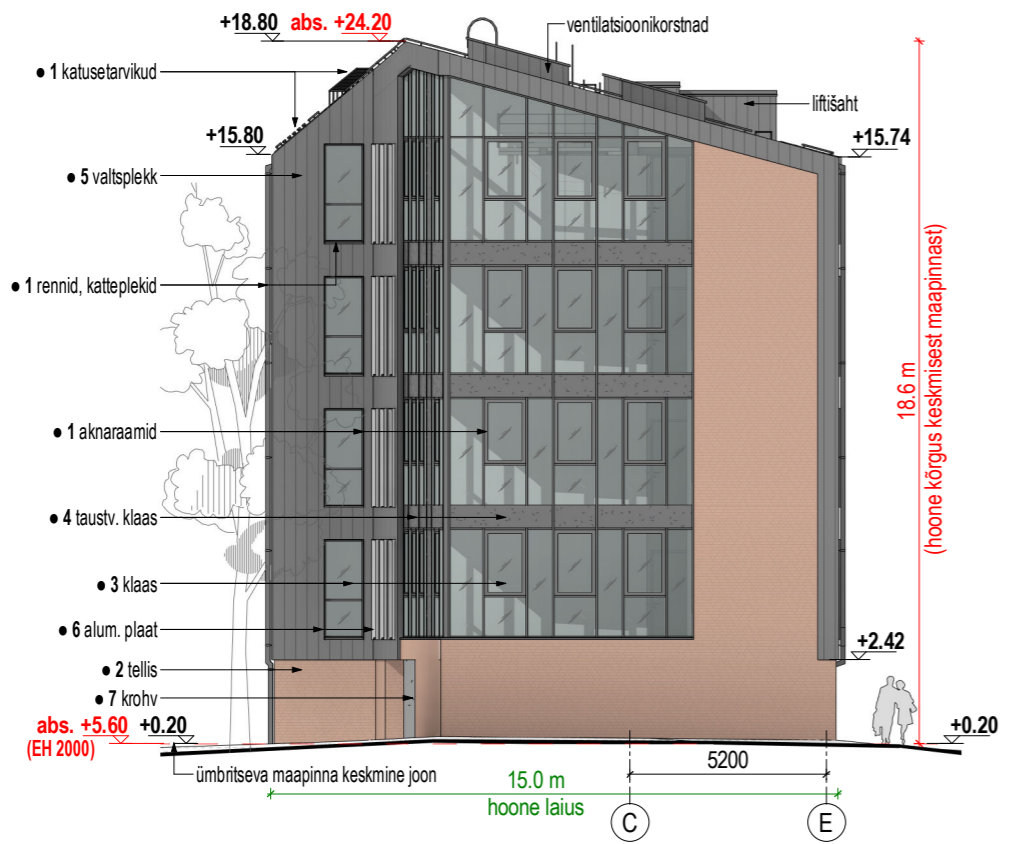 +18.80 abs. +24.20
ventilatsioonikorstnad
● 1 katusetarvikud
liftišaht
+15.80
+15.74
● 5 valtsplekk
● 1 rennid, katteplekid
18.6 m
(hoone kõrgus keskmisest maapinnast)
● 1 aknaraamid
● 4 taustv. klaas
● 3 klaas
● 6 alum. plaat
● 2 tellis
+2.42
● 7 krohv
abs. +5.60 +0.20
(EH 2000)
+0.20
ümbritseva maapinna keskmine joon
5200
15.0 m
hoone laius
C
E